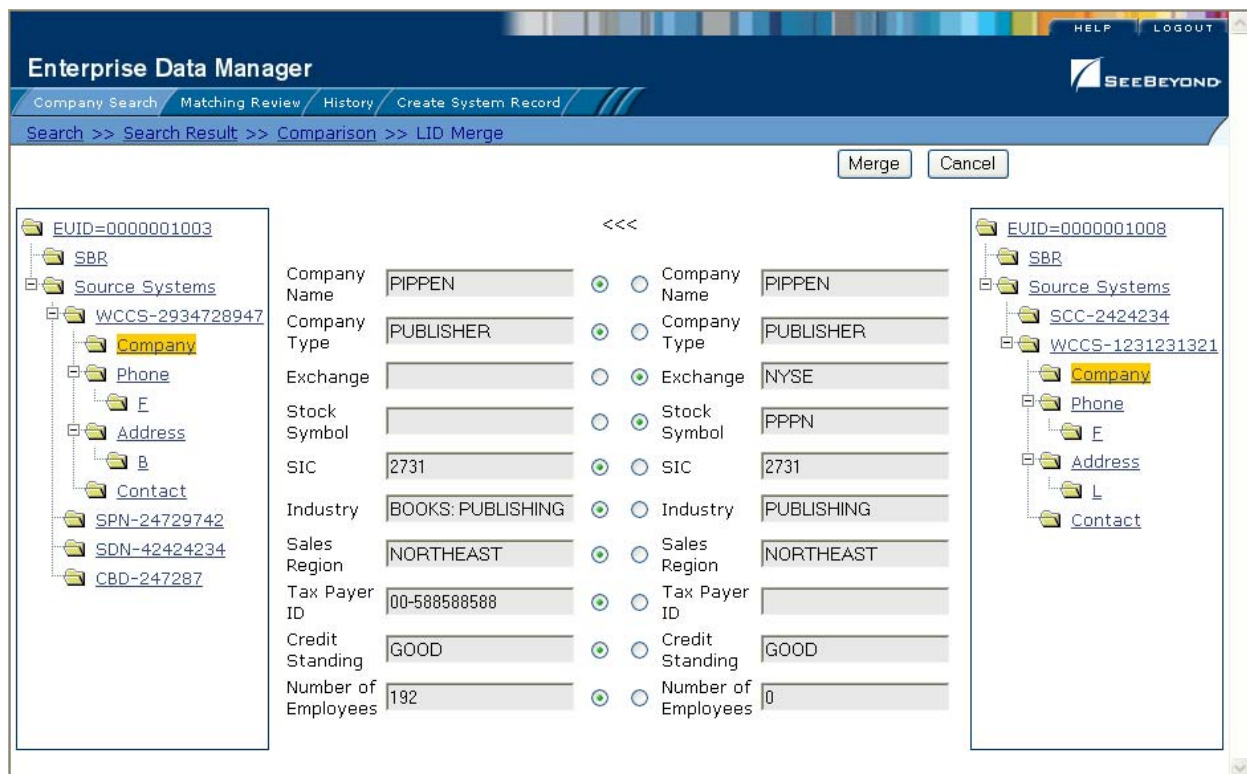 HELP LOGOUT
Enterprise Data Manager
SEEBEYOND
Company Search Matching Review History Create System Record
Search >> Search Result >> Comparison >> LID Merge
Merge Cancel
EUID=0000001003
SBR
Source Systems
WCCS-2934728947
Company
Phone
F
Address
B
Contact
SPN-24729742
SDN-42424234
CBD-247287
<<<
Company Name PIPPEN Company Name PIPPEN
Company Type PUBLISHER Company Type PUBLISHER
Exchange Exchange NYSE
Stock Symbol Stock Symbol PPPN
SIC 2731 SIC 2731
Industry BOOKS: PUBLISHING Industry PUBLISHING
Sales Region NORTHEAST Sales Region NORTHEAST
Tax Payer ID 00-588588588 Tax Payer ID
Credit Standing GOOD Credit Standing GOOD
Number of Employees 192 Number of Employees 0
EUID=0000001008
SBR
Source Systems
SCC-2424234
WCCS-1231231321
Company
Phone
F
Address
L
Contact